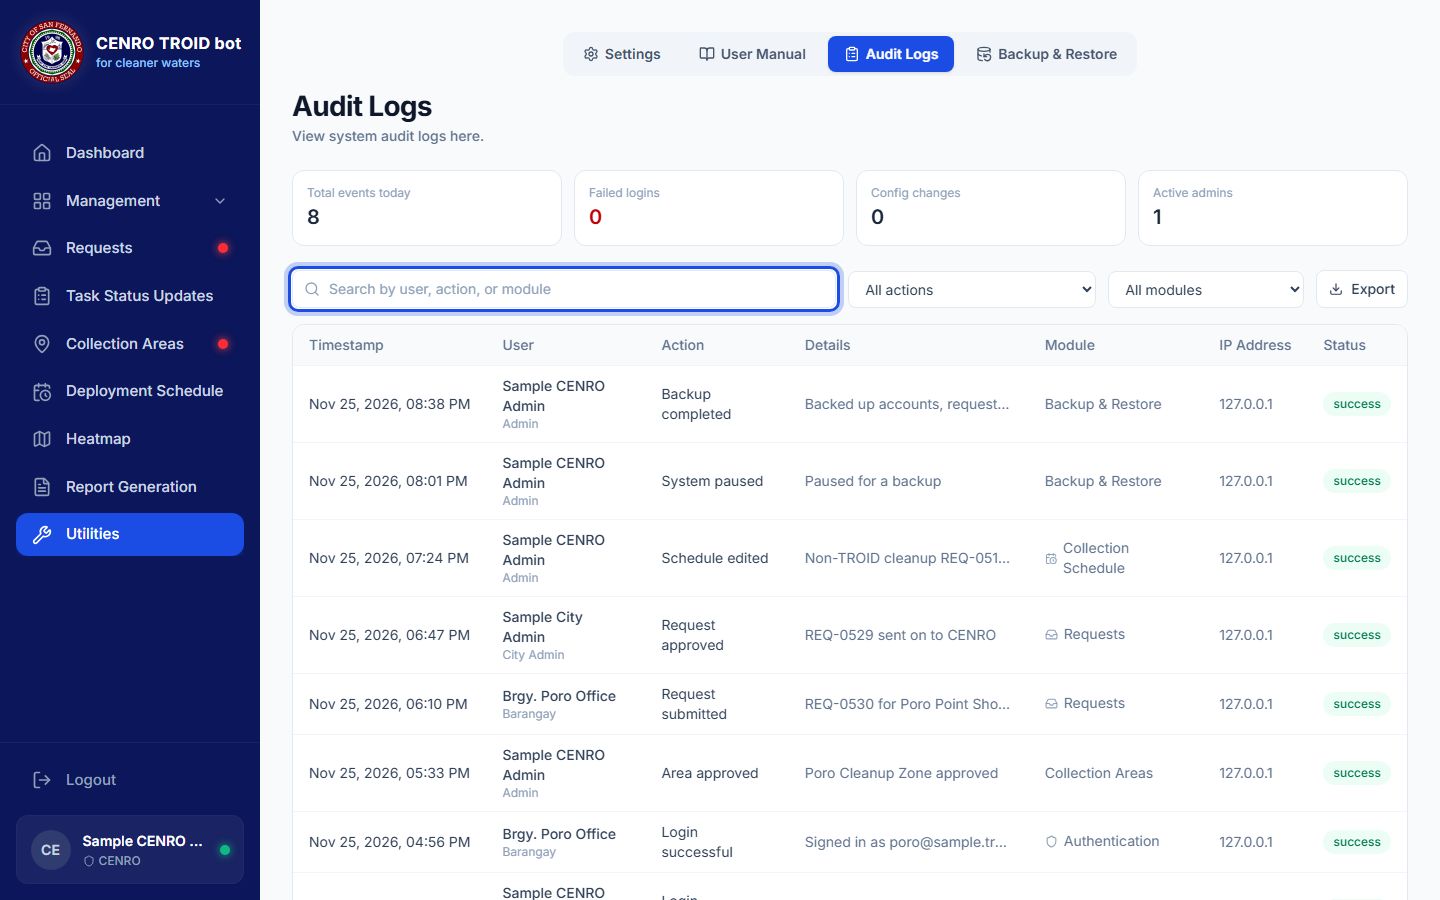 CITY OF SAN FERNANDO
OFFICIAL SEAL
CENRO TROID bot
for cleaner waters
Dashboard
Management
Requests
Task Status Updates
Collection Areas
Deployment Schedule
Heatmap
Report Generation
Utilities
Logout
CE
Sample CENRO ...
CENRO
Settings
User Manual
Audit Logs
Backup & Restore
Audit Logs
View system audit logs here.
Total events today
8
Failed logins
0
Config changes
0
Active admins
1
Search by user, action, or module
All actions
All modules
Export
Timestamp User Action Details Module IP Address Status
Nov 25, 2026, 08:38 PM Sample CENRO Admin Admin Backup completed Backed up accounts, request... Backup & Restore 127.0.0.1 success
Nov 25, 2026, 08:01 PM Sample CENRO Admin Admin System paused Paused for a backup Backup & Restore 127.0.0.1 success
Nov 25, 2026, 07:24 PM Sample CENRO Admin Admin Schedule edited Non-TROID cleanup REQ-051... Collection Schedule 127.0.0.1 success
Nov 25, 2026, 06:47 PM Sample City Admin City Admin Request approved REQ-0529 sent on to CENRO Requests 127.0.0.1 success
Nov 25, 2026, 06:10 PM Brgy. Poro Office Barangay Request submitted REQ-0530 for Poro Point Sho... Requests 127.0.0.1 success
Nov 25, 2026, 05:33 PM Sample CENRO Admin Admin Area approved Poro Cleanup Zone approved Collection Areas 127.0.0.1 success
Nov 25, 2026, 04:56 PM Brgy. Poro Office Barangay Login successful Signed in as poro@sample.tr... Authentication 127.0.0.1 success
Sample CENRO Login